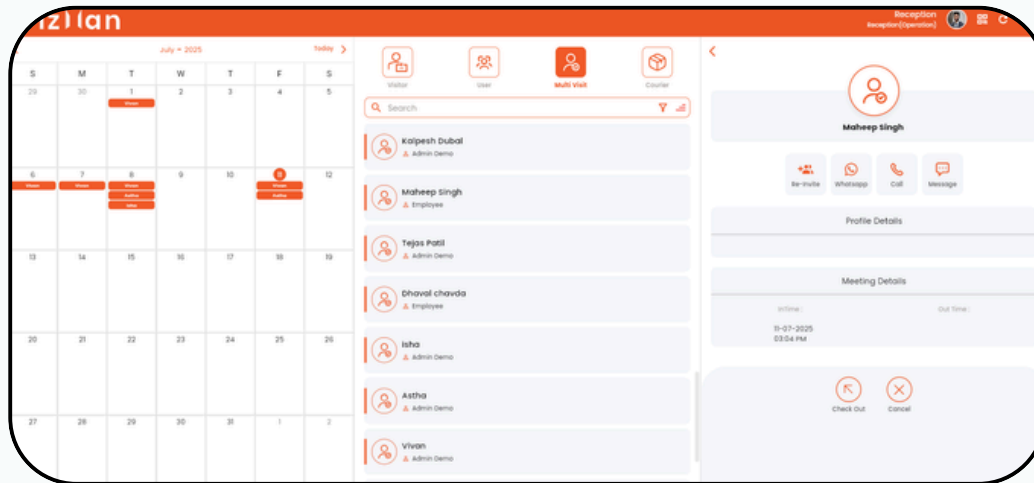 Reception
Reception(Operation)
July - 2025
Today
S M T W T F S
29 30 1 2 3 4 5
Vivan
6 7 8 9 10 11 12
Vivan Vivan Vivan Vivan
Astha Astha
Isha
13 14 15 16 17 18 19
20 21 22 23 24 25 26
27 28 29 30 31 1 2
Visitor
User
Multi Visit
Courier
Search
Kalpesh Dubal
Admin Demo
Maheep Singh
Employee
Tejas Patil
Admin Demo
Dhaval chavda
Employee
isha
Admin Demo
Astha
Admin Demo
Vivan
Admin Demo
Maheep Singh
Re-Invite
Whatsapp
Call
Message
Profile Details
Meeting Details
InTime :
Out Time :
11-07-2025
03:04 PM
Check Out
Cancel